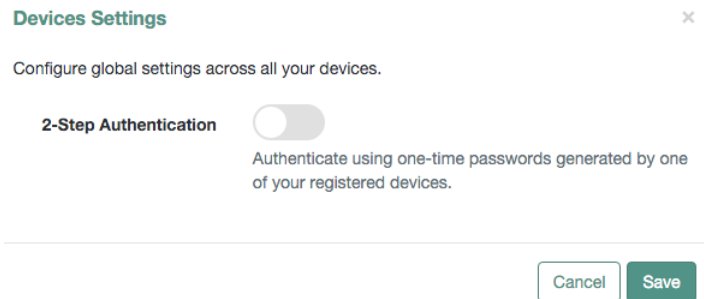 Devices Settings ×
Configure global settings across all your devices.
2-Step Authentication
Authenticate using one-time passwords generated by one
of your registered devices.
Cancel Save